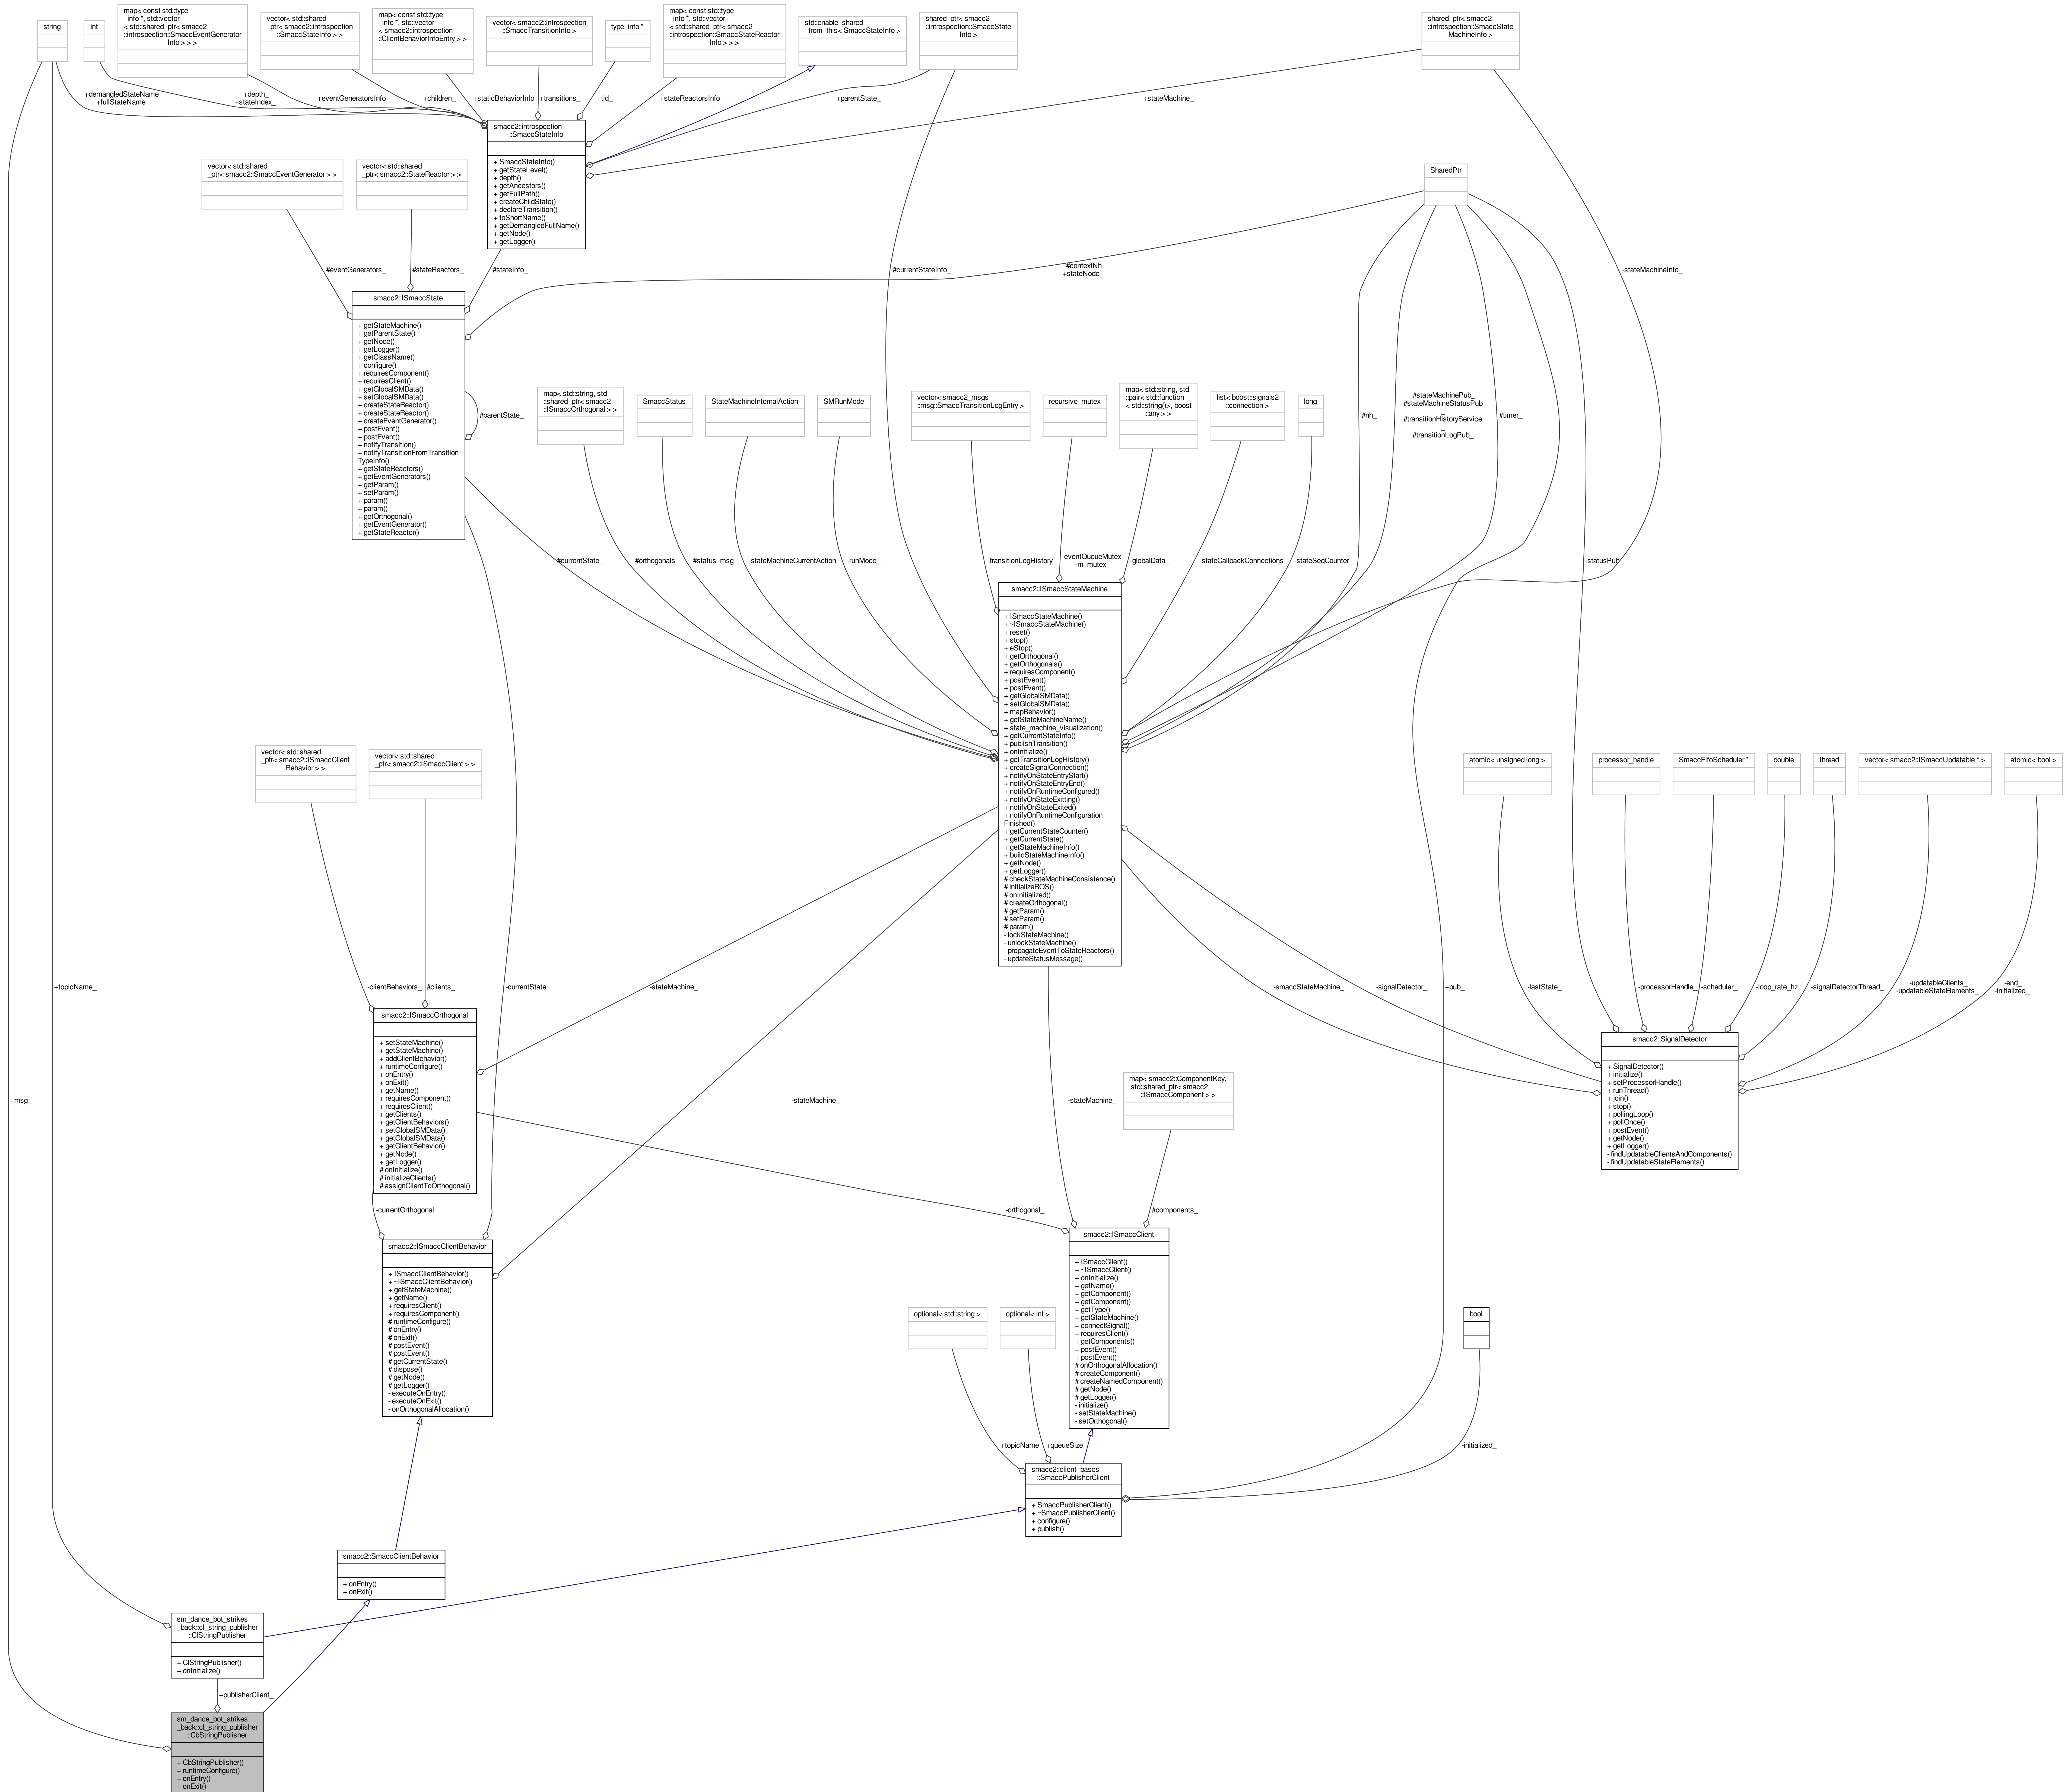 string
int
map< const std::type
_info *, std::vector
< std::shared_ptr< smacc2
::introspection::SmaccEventGenerator
Info > > >
vector< std::shared
_ptr< smacc2::introspection
::SmaccStateInfo > >
map< const std::type
_info *, std::vector
< smacc2::introspection
::ClientBehaviorInfoEntry > >
vector< smacc2::introspection
::SmaccTransitionInfo >
type_info *
map< const std::type
_info *, std::vector
< std::shared_ptr< smacc2
::introspection::SmaccStateReactor
Info > > >
std::enable_shared
_from_this< SmaccStateInfo >
shared_ptr< smacc2
::introspection::SmaccState
Info >
shared_ptr< smacc2
::introspection::SmaccState
MachineInfo >
+demangledStateName
+fullStateName
+depth_
+stateIndex_
+eventGeneratorsInfo
+children_
+staticBehaviorInfo
+transitions_
+tid_
+stateReactorsInfo
+parentState_
+stateMachine_
smacc2::introspection
::SmaccStateInfo
+ SmaccStateInfo()
+ getStateLevel()
+ depth()
+ getAncestors()
+ getFullPath()
+ createChildState()
+ declareTransition()
+ toShortName()
+ getDemangledFullName()
+ getNode()
+ getLogger()
vector< std::shared
_ptr< smacc2::SmaccEventGenerator > >
vector< std::shared
_ptr< smacc2::StateReactor > >
SharedPtr
#eventGenerators_
#stateReactors_
#stateInfo_
#contextNh
+stateNode_
#currentStateInfo_
-stateMachineInfo_
smacc2::ISmaccState
+ getStateMachine()
+ getParentState()
+ getNode()
+ getLogger()
+ getClassName()
+ configure()
+ requiresComponent()
+ requiresClient()
+ getGlobalSMData()
+ setGlobalSMData()
+ createStateReactor()
+ createStateReactor()
+ createEventGenerator()
+ postEvent()
+ postEvent()
+ notifyTransition()
+ notifyTransitionFromTransition
TypeInfo()
+ getStateReactors()
+ getEventGenerators()
+ getParam()
+ setParam()
+ param()
+ param()
+ getOrthogonal()
+ getEventGenerator()
+ getStateReactor()
#parentState_
map< std::string, std
::shared_ptr< smacc2
::ISmaccOrthogonal > >
SmaccStatus
StateMachineInternalAction
SMRunMode
vector< smacc2_msgs
::msg::SmaccTransitionLogEntry >
recursive_mutex
map< std::string, std
::pair< std::function
< std::string()>, boost
::any > >
list< boost::signals2
::connection >
long
#nh_
#stateMachinePub_
#stateMachineStatusPub
_
#transitionHistoryService
_
#transitionLogPub_
#timer_
#currentState_
#orthogonals_
#status_msg_
-stateMachineCurrentAction
-runMode_
-transitionLogHistory_
-eventQueueMutex_
-m_mutex_
-globalData_
-stateCallbackConnections
-stateSeqCounter_
-statusPub_
smacc2::ISmaccStateMachine
+ ISmaccStateMachine()
+ ~ISmaccStateMachine()
+ reset()
+ stop()
+ eStop()
+ getOrthogonal()
+ getOrthogonals()
+ requiresComponent()
+ postEvent()
+ postEvent()
+ getGlobalSMData()
+ setGlobalSMData()
+ mapBehavior()
+ getStateMachineName()
+ state_machine_visualization()
+ getCurrentStateInfo()
+ publishTransition()
+ onInitialize()
+ getTransitionLogHistory()
+ createSignalConnection()
+ notifyOnStateEntryStart()
+ notifyOnStateEntryEnd()
+ notifyOnRuntimeConfigured()
+ notifyOnStateExitting()
+ notifyOnStateExited()
+ notifyOnRuntimeConfiguration
Finished()
+ getCurrentStateCounter()
+ getCurrentState()
+ getStateMachineInfo()
+ buildStateMachineInfo()
+ getNode()
+ getLogger()
# checkStateMachineConsistence()
# initializeROS()
# onInitialized()
# createOrthogonal()
# getParam()
# setParam()
# param()
- lockStateMachine()
- unlockStateMachine()
- propagateEventToStateReactors()
- updateStatusMessage()
vector< std::shared
_ptr< smacc2::ISmaccClient
Behavior > >
vector< std::shared
_ptr< smacc2::ISmaccClient > >
atomic< unsigned long >
processor_handle
SmaccFifoScheduler *
double
thread
vector< smacc2::ISmaccUpdatable * >
atomic< bool >
+topicName_
-clientBehaviors_
#clients_
-currentState
-stateMachine_
-smaccStateMachine_
-signalDetector_
+pub_
-lastState_
-processorHandle_
-scheduler_
-loop_rate_hz
-signalDetectorThread_
-updatableClients_
-updatableStateElements_
-end_
-initialized_
smacc2::ISmaccOrthogonal
+ setStateMachine()
+ getStateMachine()
+ addClientBehavior()
+ runtimeConfigure()
+ onEntry()
+ onExit()
+ getName()
+ requiresComponent()
+ requiresClient()
+ getClients()
+ getClientBehaviors()
+ setGlobalSMData()
+ getGlobalSMData()
+ getClientBehavior()
+ getNode()
+ getLogger()
# onInitialize()
# initializeClients()
# assignClientToOrthogonal()
smacc2::SignalDetector
+ SignalDetector()
+ initialize()
+ setProcessorHandle()
+ runThread()
+ join()
+ stop()
+ pollingLoop()
+ pollOnce()
+ postEvent()
+ getNode()
+ getLogger()
- findUpdatableClientsAndComponents()
- findUpdatableStateElements()
map< smacc2::ComponentKey,
std::shared_ptr< smacc2
::ISmaccComponent > >
+msg_
-stateMachine_
-stateMachine_
-currentOrthogonal
-orthogonal_
#components_
smacc2::ISmaccClientBehavior
+ ISmaccClientBehavior()
+ ~ISmaccClientBehavior()
+ getStateMachine()
+ getName()
+ requiresClient()
+ requiresComponent()
# runtimeConfigure()
# onEntry()
# onExit()
# postEvent()
# postEvent()
# getCurrentState()
# dispose()
# getNode()
# getLogger()
- executeOnEntry()
- executeOnExit()
- onOrthogonalAllocation()
smacc2::ISmaccClient
+ ISmaccClient()
+ ~ISmaccClient()
+ onInitialize()
+ getName()
+ getComponent()
+ getComponent()
+ getType()
+ getStateMachine()
+ connectSignal()
+ requiresClient()
+ getComponents()
+ postEvent()
+ postEvent()
# onOrthogonalAllocation()
# createComponent()
# createNamedComponent()
# getNode()
# getLogger()
- initialize()
- setStateMachine()
- setOrthogonal()
optional< std::string >
optional< int >
bool
+topicName
+queueSize
-initialized_
smacc2::client_bases
::SmaccPublisherClient
+ SmaccPublisherClient()
+ ~SmaccPublisherClient()
+ configure()
+ publish()
smacc2::SmaccClientBehavior
+ onEntry()
+ onExit()
sm_dance_bot_strikes
_back::cl_string_publisher
::ClStringPublisher
+ ClStringPublisher()
+ onInitialize()
+publisherClient_
sm_dance_bot_strikes
_back::cl_string_publisher
::CbStringPublisher
+ CbStringPublisher()
+ runtimeConfigure()
+ onEntry()
+ onExit()